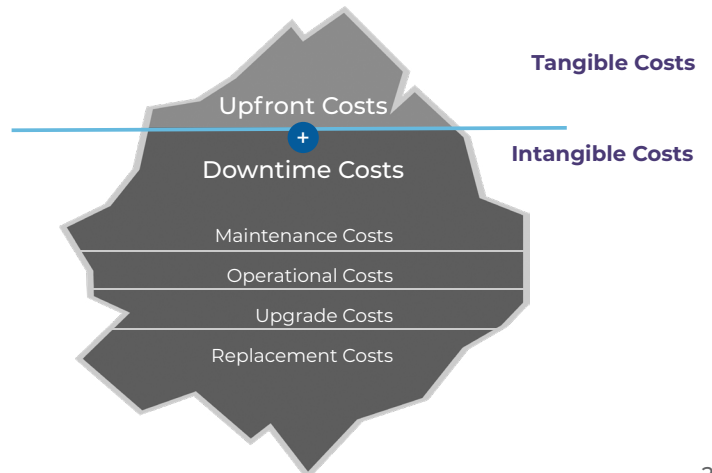 Tangible Costs
Upfront Costs
+
Intangible Costs
Downtime Costs
Maintenance Costs
Operational Costs
Upgrade Costs
Replacement Costs